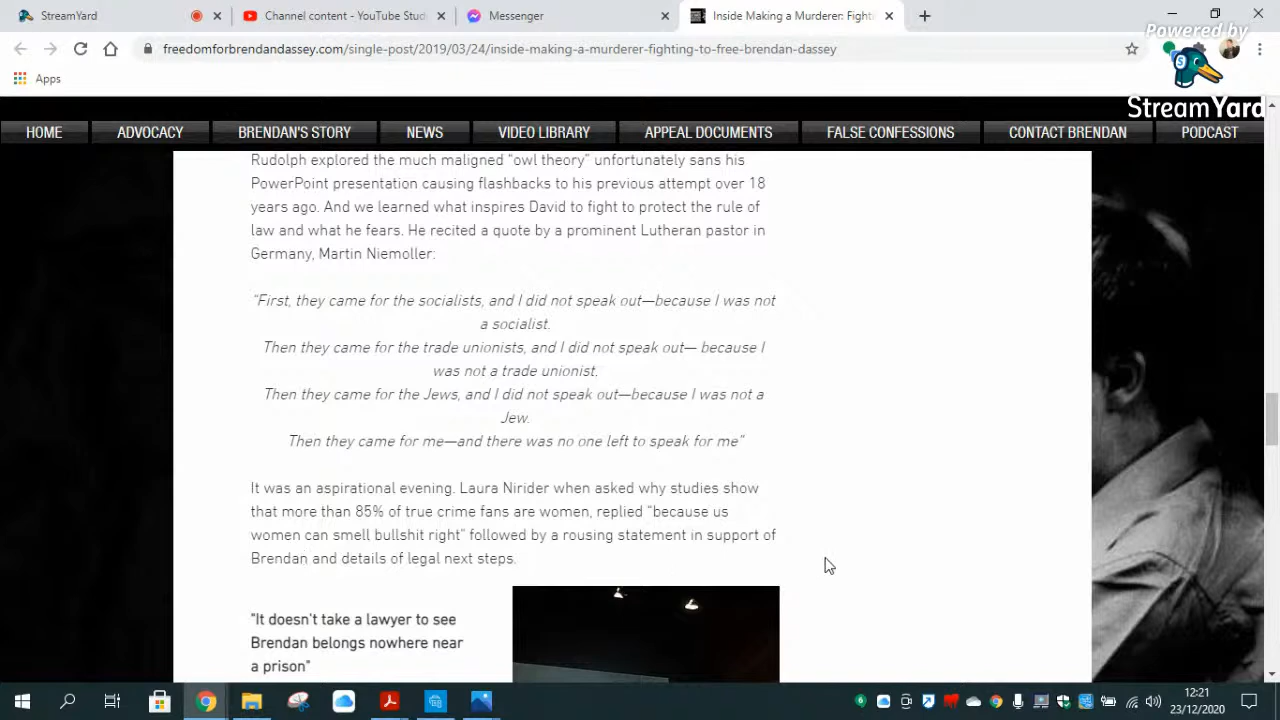 StreamYard
Channel content - YouTube Stud
Messenger
Inside Making a Murderer: Fighti
Powered by
StreamYard
freedomforbrendandassey.com/single-post/2019/03/24/inside-making-a-murderer-fighting-to-free-brendan-dassey
Apps
HOME
ADVOCACY
BRENDAN'S STORY
NEWS
VIDEO LIBRARY
APPEAL DOCUMENTS
FALSE CONFESSIONS
CONTACT BRENDAN
PODCAST
Rudolph explored the much maligned “owl theory” unfortunately sans his
PowerPoint presentation causing flashbacks to his previous attempt over 18
years ago. And we learned what inspires David to fight to protect the rule of
law and what he fears. He recited a quote by a prominent Lutheran pastor in
Germany, Martin Niemoller:
“First, they came for the socialists, and I did not speak out—because I was not
a socialist.
Then they came for the trade unionists, and I did not speak out— because I
was not a trade unionist,
Then they came for the Jews, and I did not speak out—because I was not a
Jew.
Then they came for me—and there was no one left to speak for me”
It was an aspirational evening. Laura Nirider when asked why studies show
that more than 85% of true crime fans are women, replied “because us
women can smell bullshit right” followed by a rousing statement in support of
Brendan and details of legal next steps.
"It doesn't take a lawyer to see
Brendan belongs nowhere near
a prison"
12:21
23/12/2020